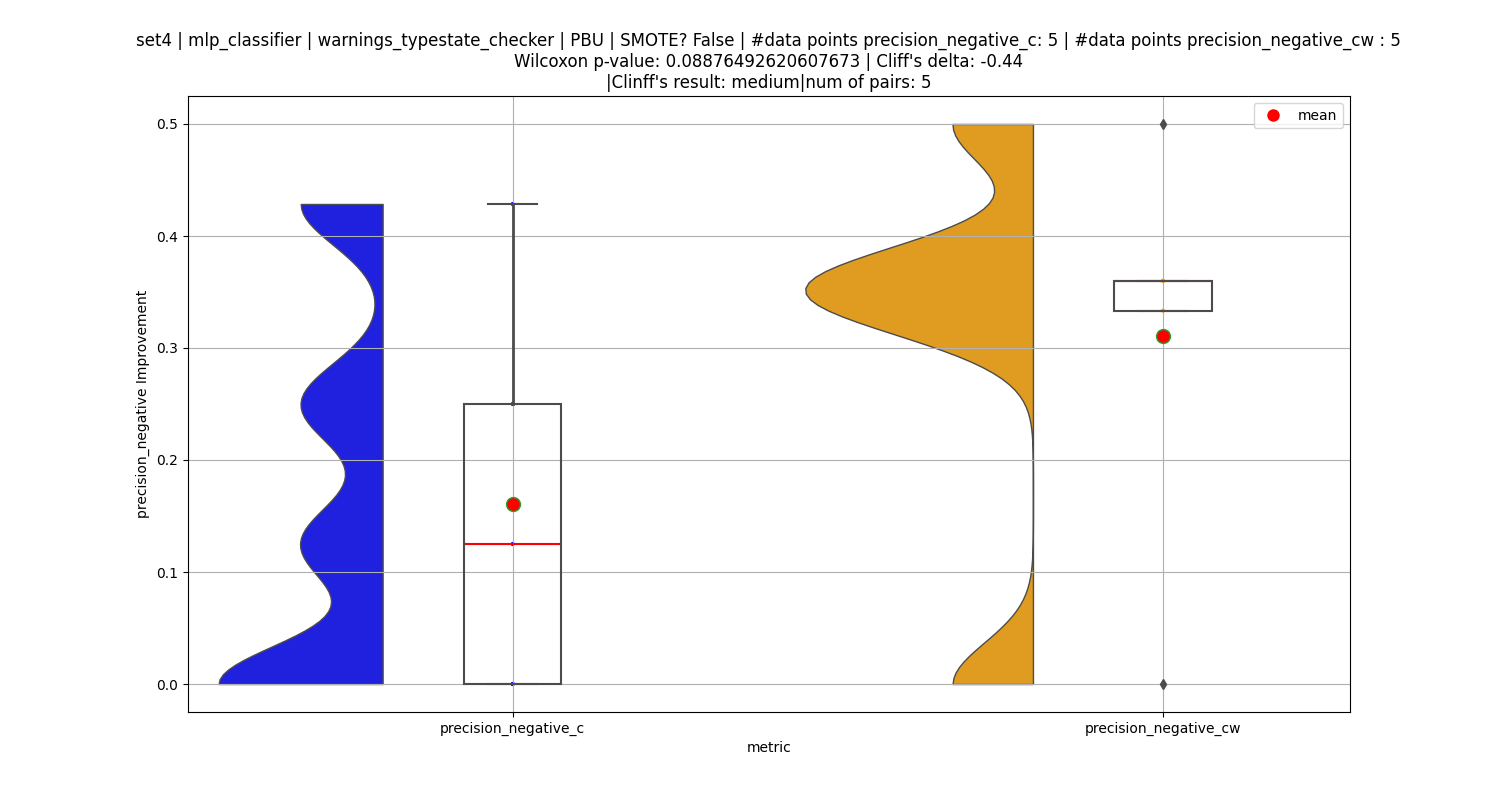 set4 | mlp_classifier | warnings_typestate_checker | PBU | SMOTE? False | #data points precision_negative_c: 5 | #data points precision_negative_cw : 5
Wilcoxon p-value: 0.08876492620607673 | Cliff's delta: -0.44
|Clinff's result: medium|num of pairs: 5
mean
0.5
0.4
0.3
0.2
0.1
0.0
precision_negative Improvement
precision_negative_c
precision_negative_cw
metric